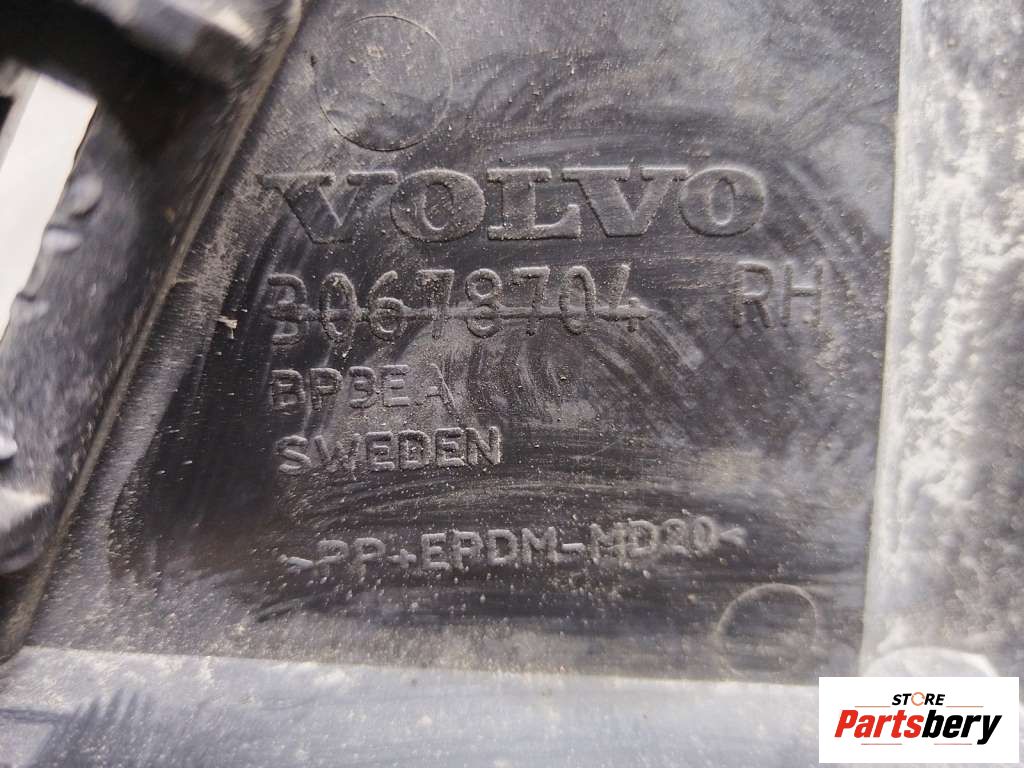 VOLVO
30678704 RH
BP3EA
SWEDEN
>PP+EPDM-MD20<
STORE
Partsbery